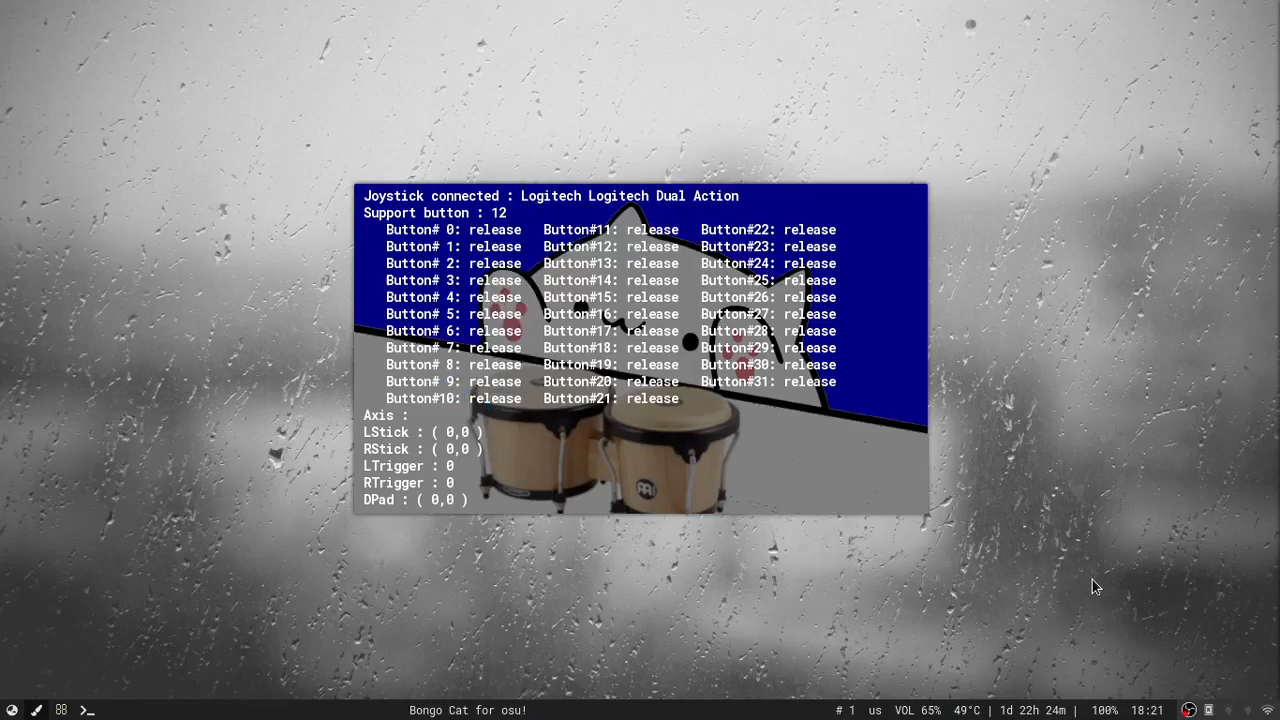 Joystick connected : Logitech Logitech Dual Action
Support button : 12
Button# 0: release Button#11: release Button#22: release
Button# 1: release Button#12: release Button#23: release
Button# 2: release Button#13: release Button#24: release
Button# 3: release Button#14: release Button#25: release
Button# 4: release Button#15: release Button#26: release
Button# 5: release Button#16: release Button#27: release
Button# 6: release Button#17: release Button#28: release
Button# 7: release Button#18: release Button#29: release
Button# 8: release Button#19: release Button#30: release
Button# 9: release Button#20: release Button#31: release
Button#10: release Button#21: release
Axis :
LStick : ( 0,0 )
RStick : ( 0,0 )
LTrigger : 0
RTrigger : 0
DPad : ( 0,0 )
Bongo Cat for osu! # 1 us VOL 65% 49°C | 1d 22h 24m | 100% 18:21